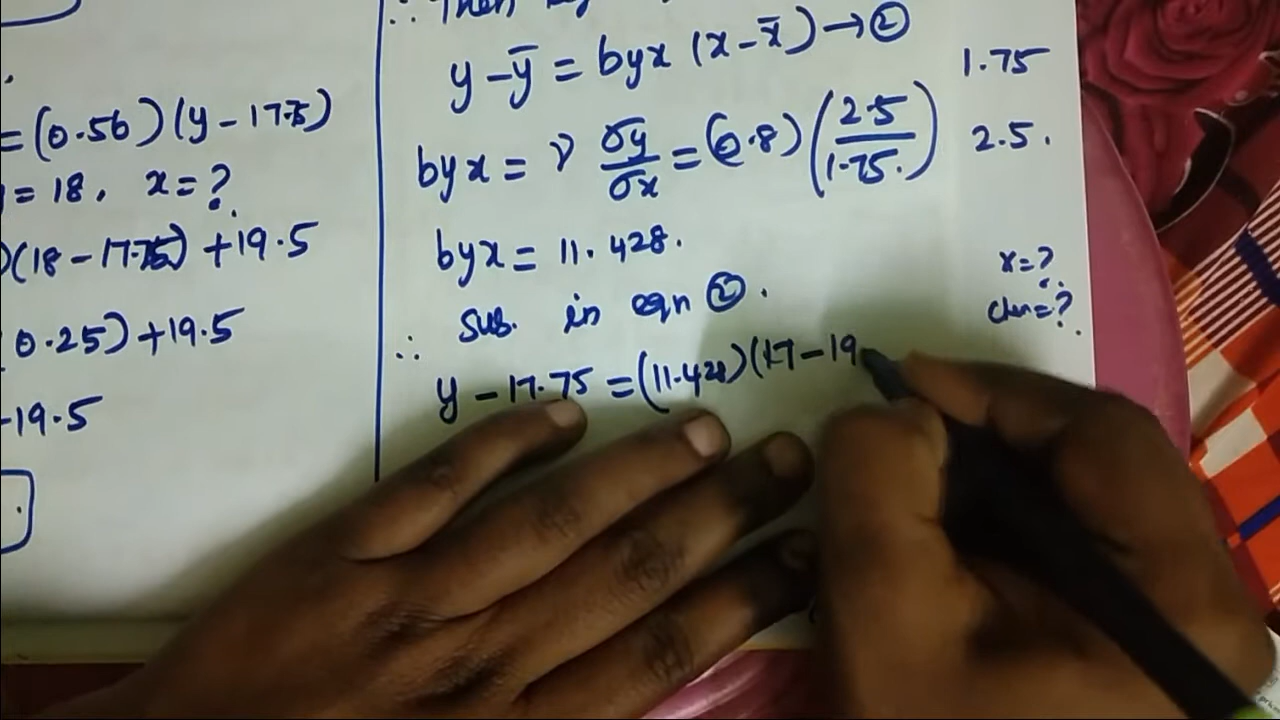 = (0.56) (y - 17.75)
= 18, x = ?
)(18 - 17.75) + 19.5
0.25) + 19.5
-19.5
∴ Then
y - ȳ = byx (x - x̄) → ②
byx = r σy/σx = (0.8) (2.5/1.75.)
byx = 11.428.
sub. in eqn ②.
∴ y - 17.75 = (11.428) (17 - 19
1.75
2.5.
x = ?